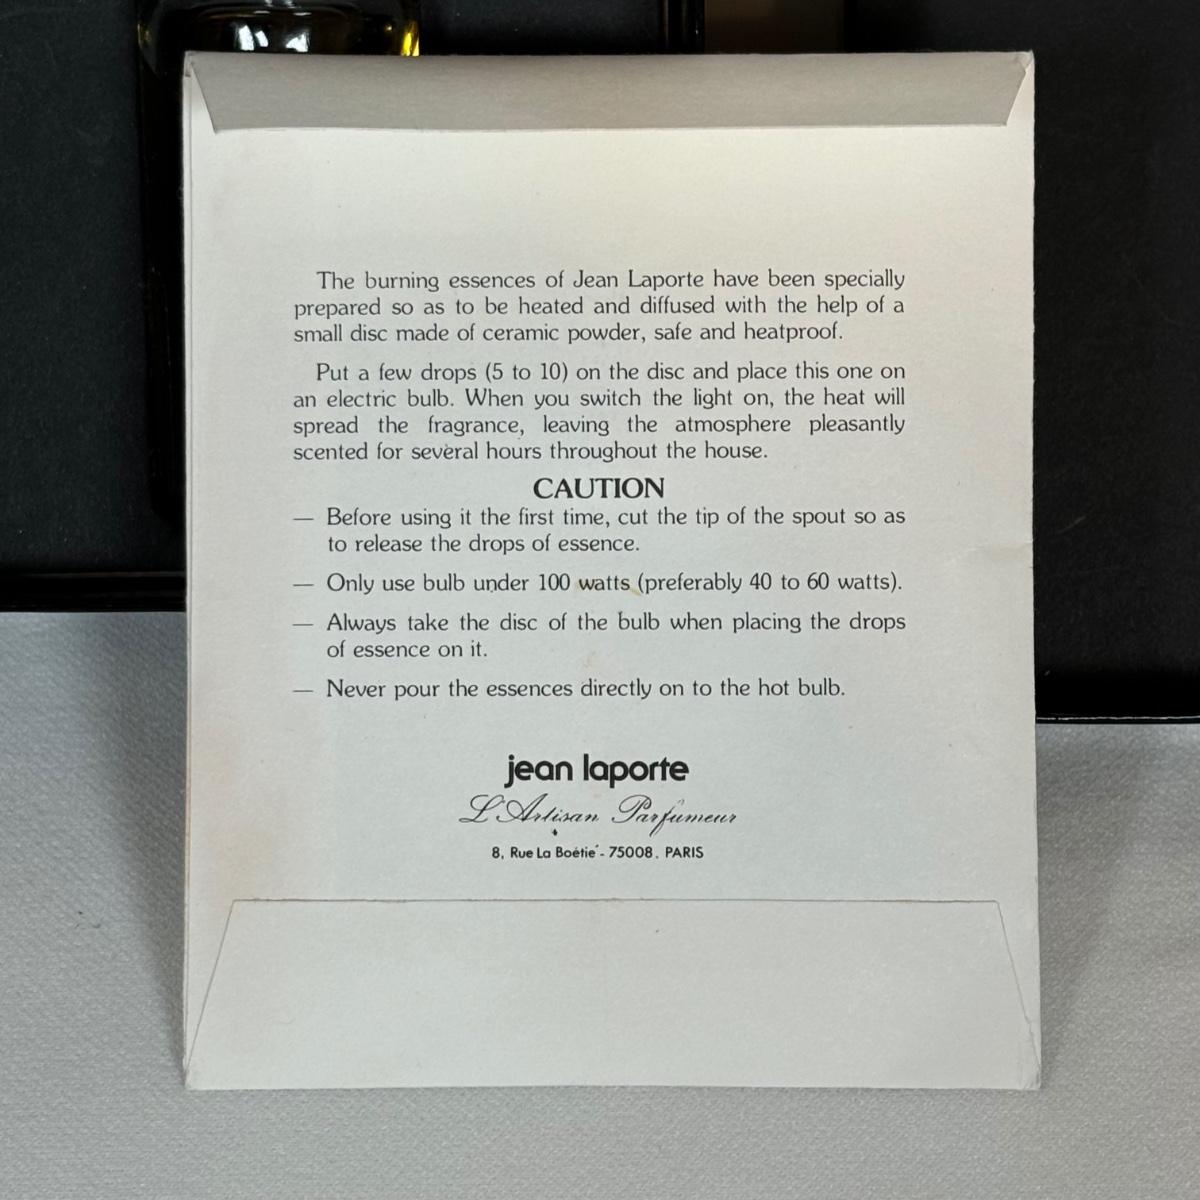 The burning essences of Jean Laporte have been specially
prepared so as to be heated and diffused with the help of a
small disc made of ceramic powder, safe and heatproof.
Put a few drops (5 to 10) on the disc and place this one on
an electric bulb. When you switch the light on, the heat will
spread the fragrance, leaving the atmosphere pleasantly
scented for several hours throughout the house.
CAUTION
— Before using it the first time, cut the tip of the spout so as
to release the drops of essence.
— Only use bulb under 100 watts (preferably 40 to 60 watts).
— Always take the disc of the bulb when placing the drops
of essence on it.
— Never pour the essences directly on to the hot bulb.
jean laporte
L'Artisan Parfumeur
8, Rue La Boétie - 75008. PARIS